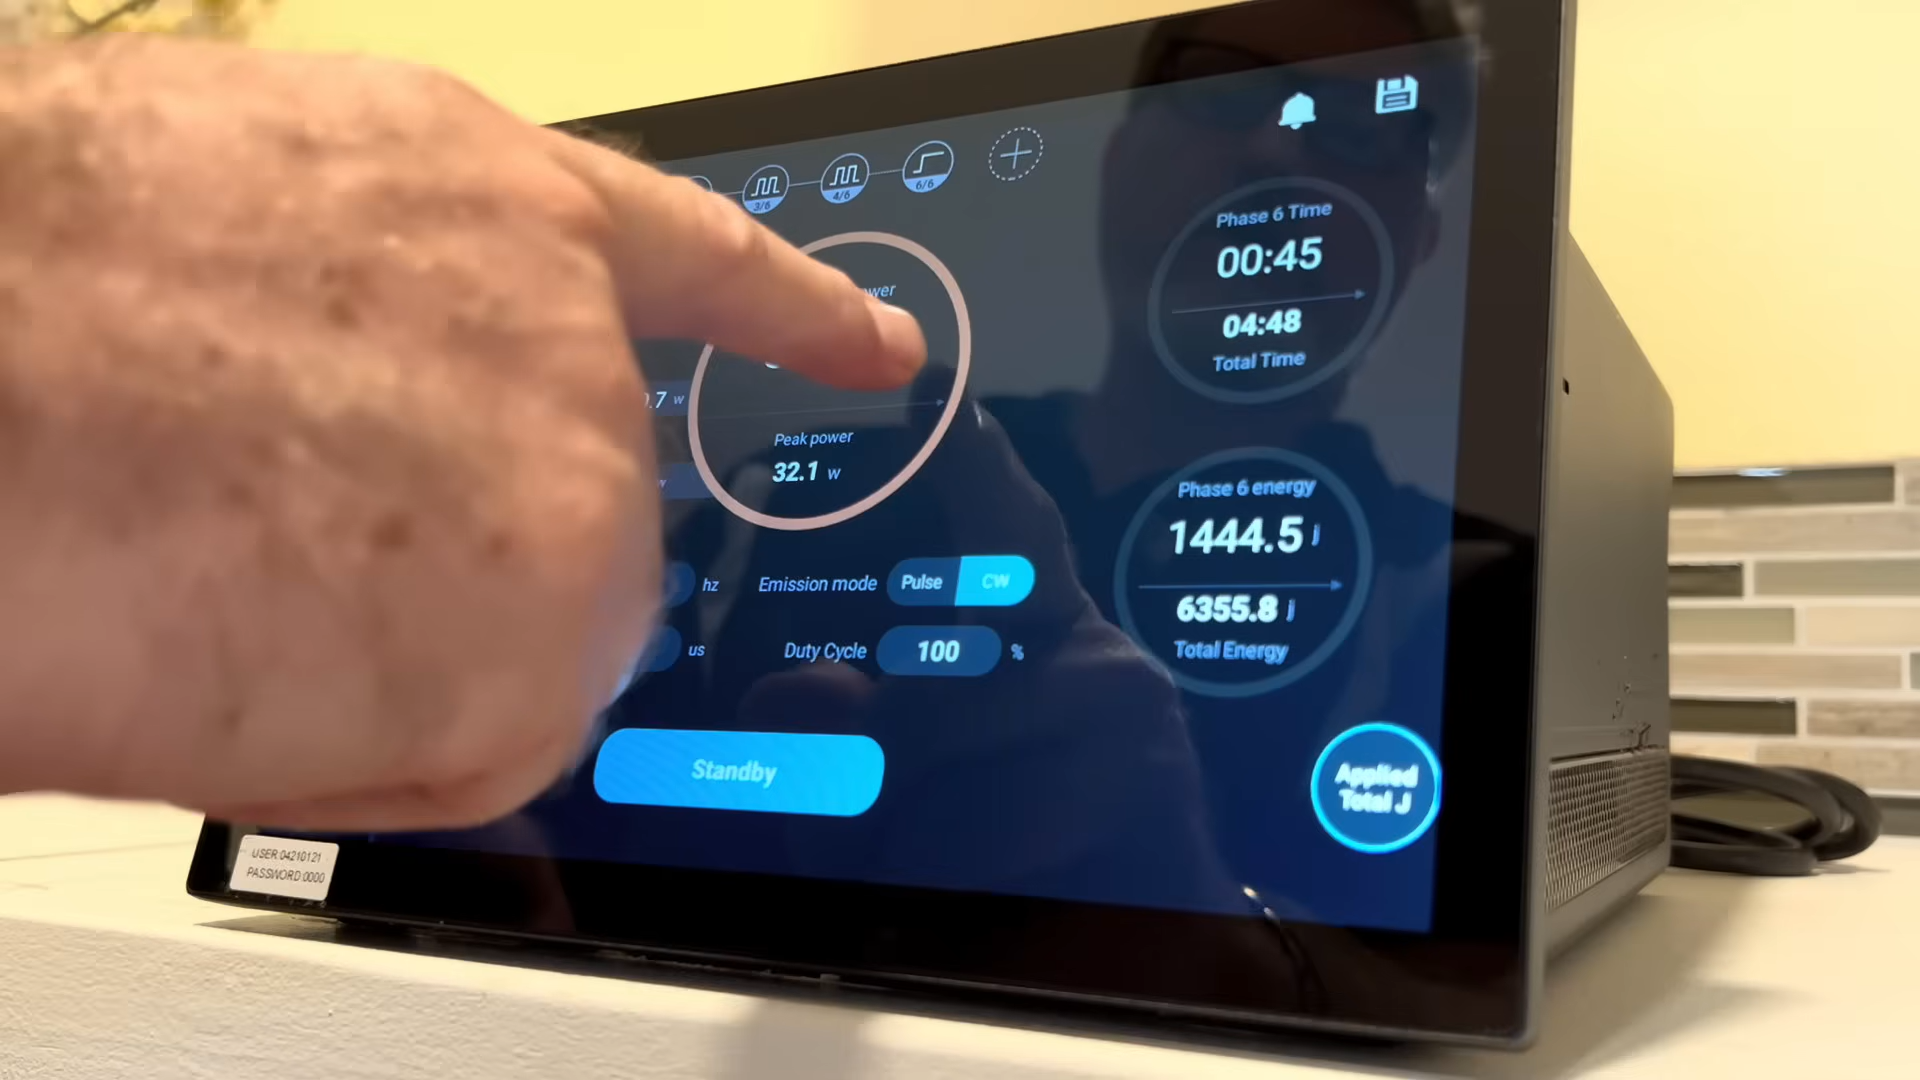 3/6
4/6
6/6
Phase 6 Time
00:45
04:48
Total Time
w
Peak power
32.1 w
w
Phase 6 energy
1444.5 j
6355.8 j
Total Energy
hz
Emission mode
Pulse
CW
us
Duty Cycle
100 %
Standby
Applied
Total J
USER:04210121
PASSWORD:0000